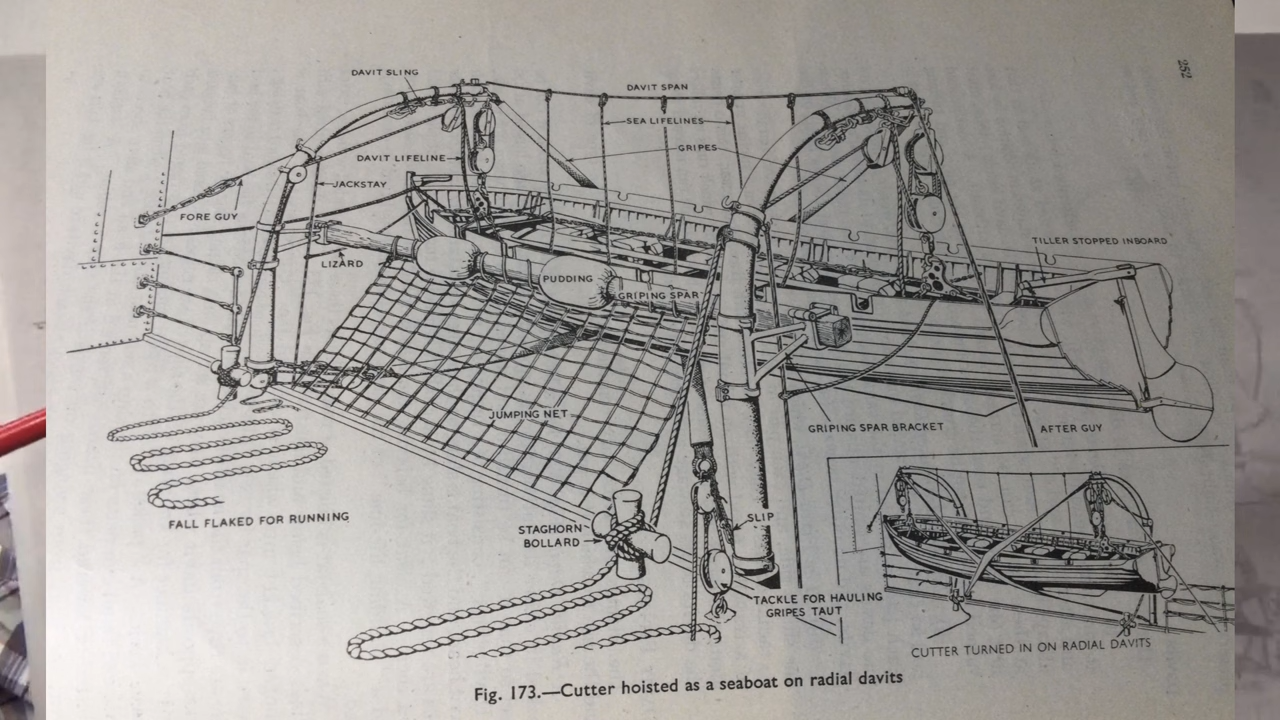 282
DAVIT SLING
DAVIT SPAN
SEA LIFELINES
GRIPES
DAVIT LIFELINE
JACKSTAY
FORE GUY
LIZARD
PUDDING
GRIPING SPAR
TILLER STOPPED INBOARD
JUMPING NET
GRIPING SPAR BRACKET
AFTER GUY
FALL FLAKED FOR RUNNING
STAGHORN
BOLLARD
SLIP
TACKLE FOR HAULING
GRIPES TAUT
CUTTER TURNED IN ON RADIAL DAVITS
Fig. 173.—Cutter hoisted as a seaboat on radial davits